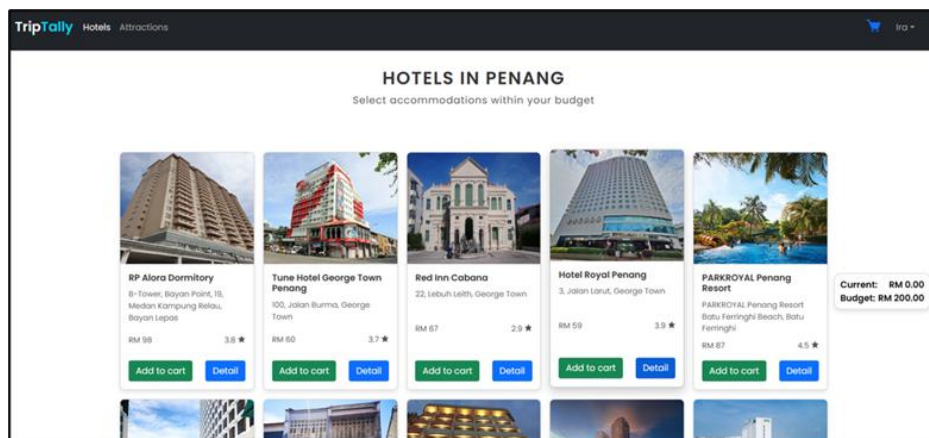 TripTally Hotels Attractions Ira
HOTELS IN PENANG
Select accommodations within your budget
RP Alora Dormitory
8-Tower, Bayan Point, 19,
Medan Kampung Relau,
Bayan Lepas
RM 98 3.8 ★
Add to cart Detail
Tune Hotel George Town
Penang
100, Jalan Burma, George
Town
RM 60 3.7 ★
Add to cart Detail
Red Inn Cabana
22, Lebuh Leith, George Town
RM 67 2.9 ★
Add to cart Detail
Hotel Royal Penang
3, Jalan Larut, George Town
RM 59 3.9 ★
Add to cart Detail
PARKROYAL Penang
Resort
PARKROYAL Penang Resort
Batu Ferringhi Beach, Batu
Ferringhi
RM 87 4.5 ★
Add to cart Detail
Current: RM 0.00
Budget: RM 200.00